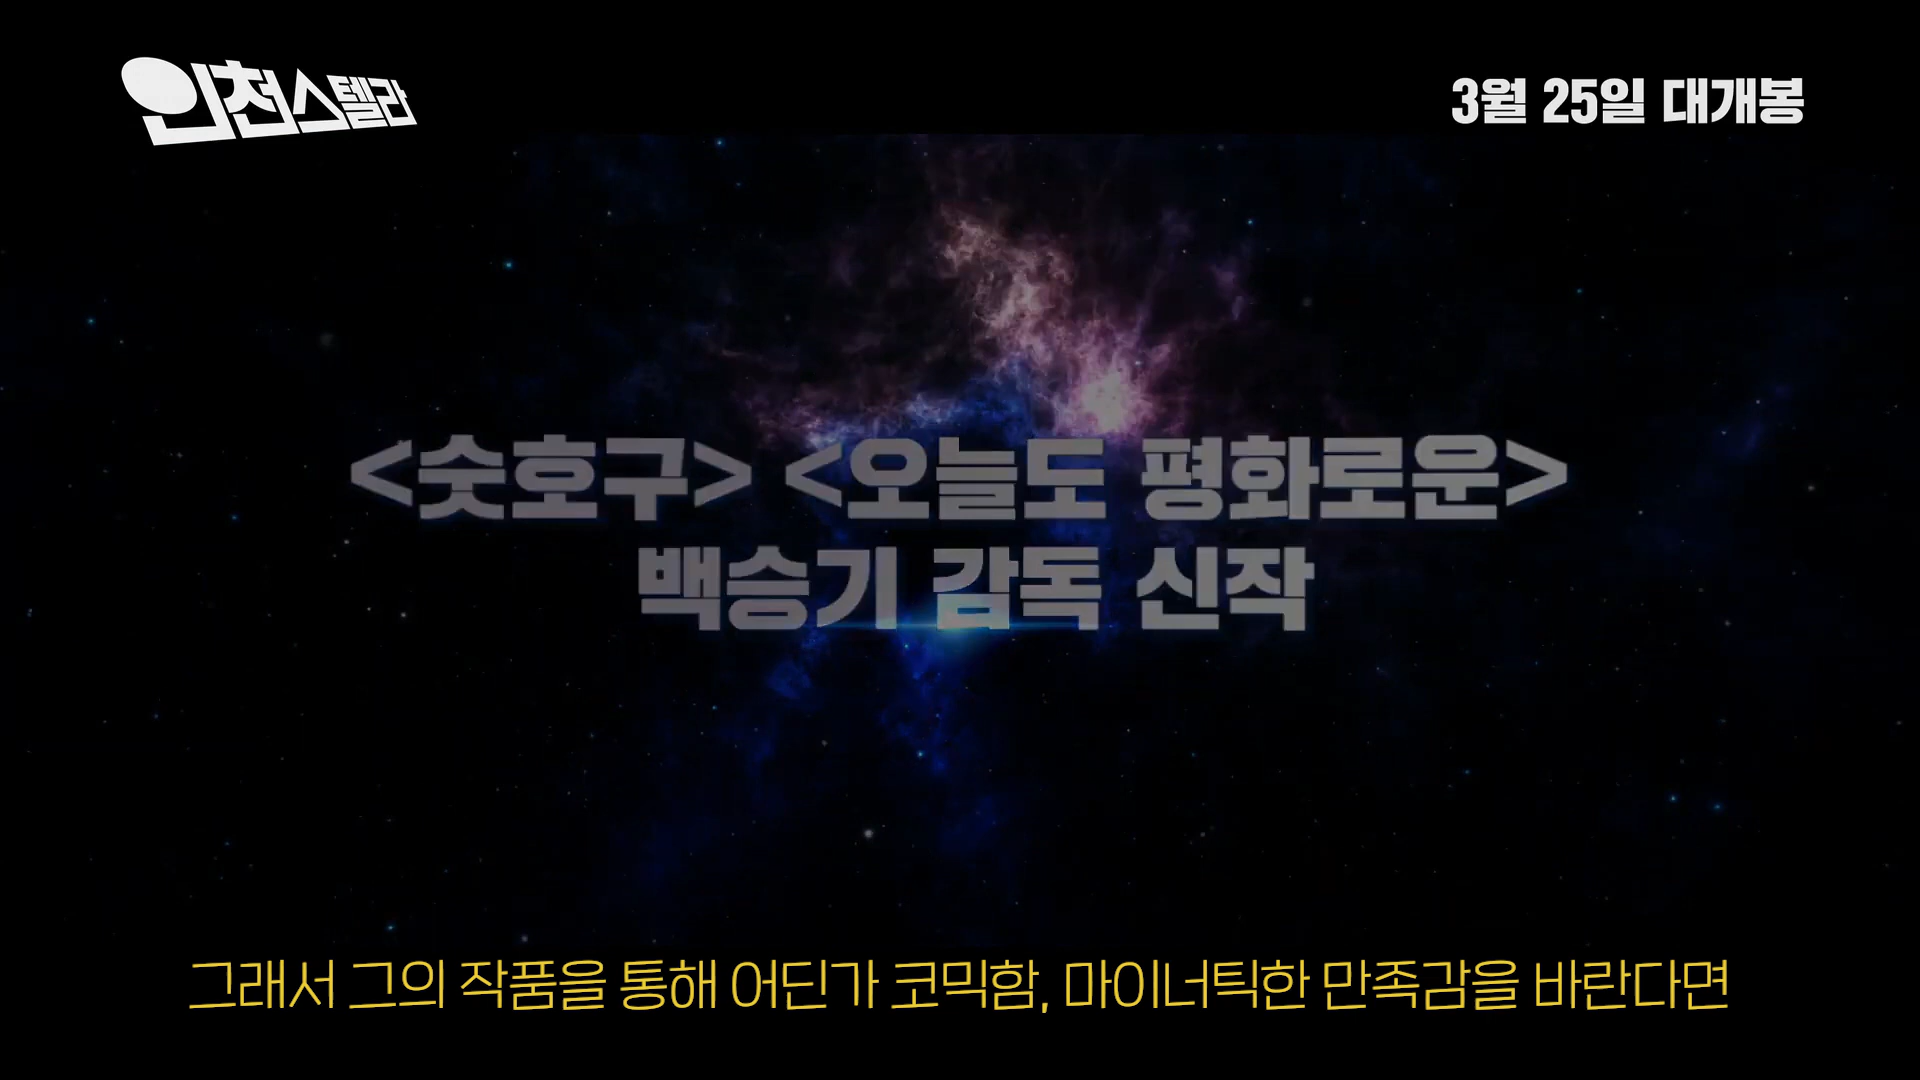 인천스텔라
3월 25일 대개봉
<숫호구> <오늘도 평화로운>
백승기 감독 신작
그래서 그의 작품을 통해 어딘가 코믹함, 마이너틱한 만족감을 바란다면